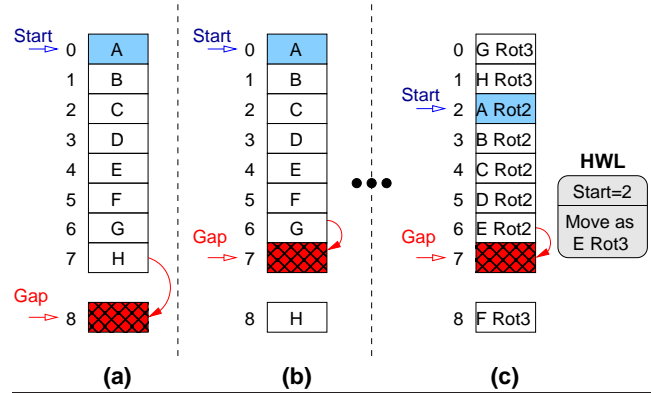 Start
0 A
1 B
2 C
3 D
4 E
5 F
6 G
7 H
Gap
8
(a)
Start
0 A
1 B
2 C
3 D
4 E
5 F
6 G
Gap
7
8 H
(b)
0 G Rot3
1 H Rot3
Start
2 A Rot2
3 B Rot2
4 C Rot2
5 D Rot2
6 E Rot2
Gap
7
8 F Rot3
(c)
HWL
Start=2
Move as
E Rot3